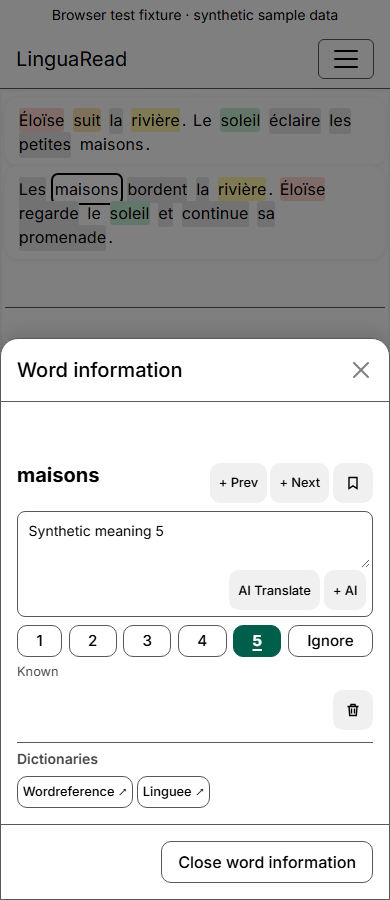 Browser test fixture · synthetic sample data
LinguaRead
Éloïse suit la rivière. Le soleil éclaire les
petites maisons.
Les maisons bordent la rivière. Éloïse
regarde le soleil et continue sa
promenade.
Word information
maisons
+ Prev
+ Next
Synthetic meaning 5
AI Translate
+ AI
1
2
3
4
5
Ignore
Known
Dictionaries
Wordreference ↗
Linguee ↗
Close word information